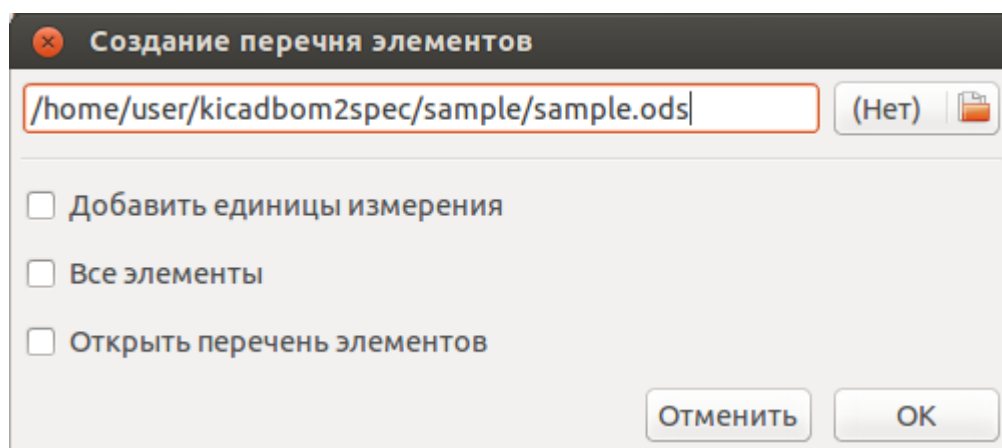 Создание перечня элементов
/home/user/kicadbom2spec/sample/sample.ods
(Нет)
Добавить единицы измерения
Все элементы
Открыть перечень элементов
Отменить
OK